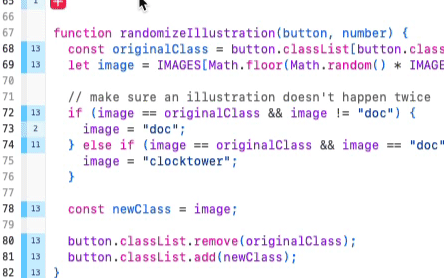 65 1
66
67 function randomizeIllustration(button, number) {
68 13 const originalClass = button.classList[button.class
69 13 let image = IMAGES[Math.floor(Math.random() * IMAGE
70
71 // make sure an illustration doesn't happen twice
72 13 if (image == originalClass && image != "doc") {
73 2 image = "doc";
74 11 } else if (image == originalClass && image == "doc"
75 image = "clocktower";
76 }
77
78 13 const newClass = image;
79
80 13 button.classList.remove(originalClass);
81 13 button.classList.add(newClass);
82 13 }